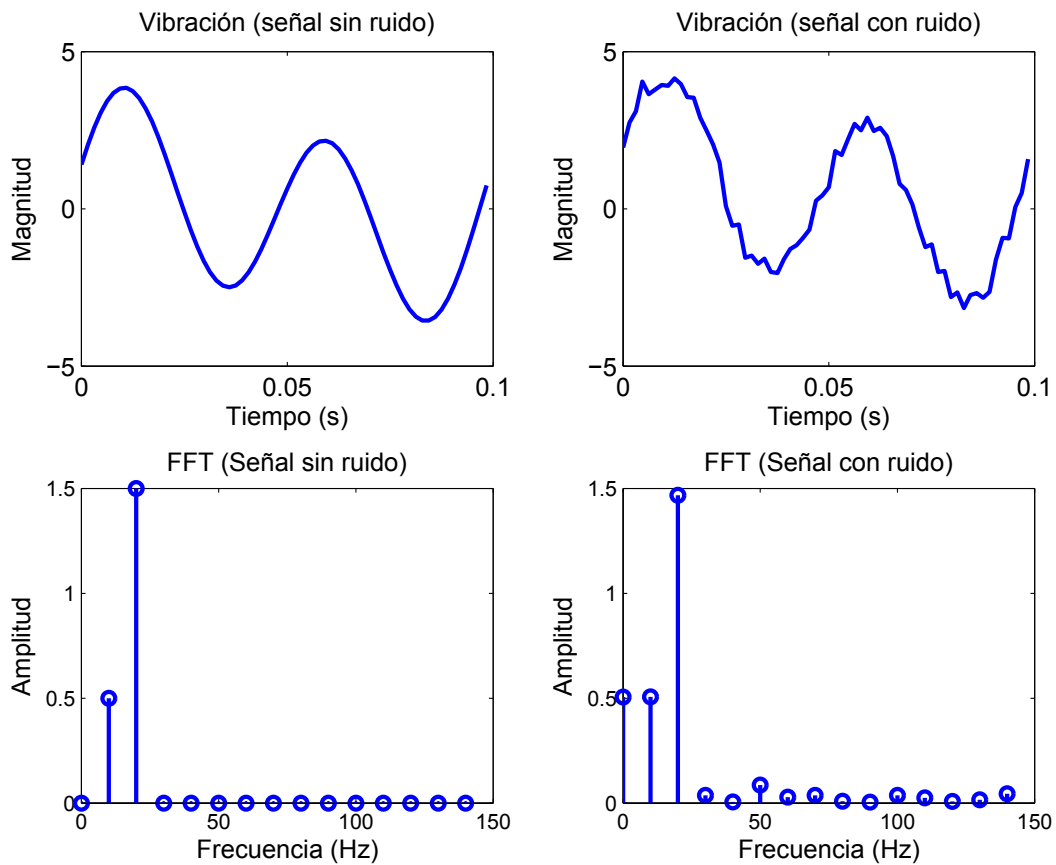 Vibración (señal sin ruido)
5
0
−5
Magnitud
0
0.05
0.1
Tiempo (s)
Vibración (señal con ruido)
5
0
−5
Magnitud
0
0.05
0.1
Tiempo (s)
FFT (Señal sin ruido)
1.5
1
0.5
0
Amplitud
0
50
100
150
Frecuencia (Hz)
FFT (Señal con ruido)
1.5
1
0.5
0
Amplitud
0
50
100
150
Frecuencia (Hz)